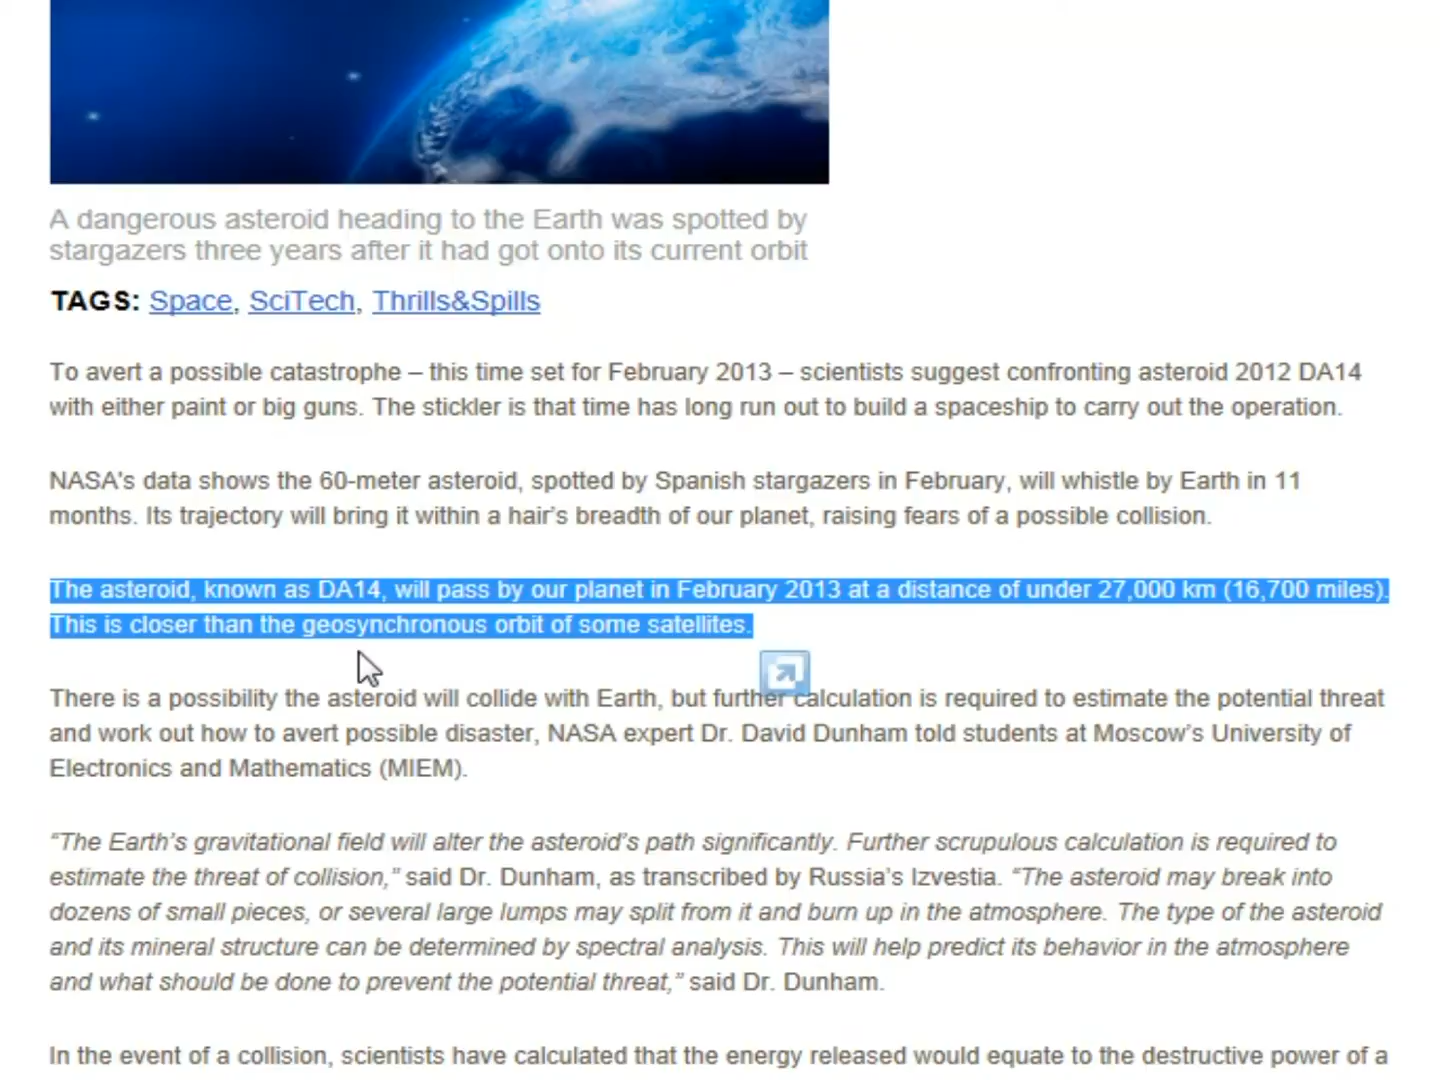 A dangerous asteroid heading to the Earth was spotted by
stargazers three years after it had got onto its current orbit
TAGS: Space, SciTech, Thrills&Spills
To avert a possible catastrophe – this time set for February 2013 – scientists suggest confronting asteroid 2012 DA14
with either paint or big guns. The stickler is that time has long run out to build a spaceship to carry out the operation.
NASA's data shows the 60-meter asteroid, spotted by Spanish stargazers in February, will whistle by Earth in 11
months. Its trajectory will bring it within a hair's breadth of our planet, raising fears of a possible collision.
The asteroid, known as DA14, will pass by our planet in February 2013 at a distance of under 27,000 km (16,700 miles).
This is closer than the geosynchronous orbit of some satellites.
There is a possibility the asteroid will collide with Earth, but further calculation is required to estimate the potential threat
and work out how to avert possible disaster, NASA expert Dr. David Dunham told students at Moscow’s University of
Electronics and Mathematics (MIEM).
“The Earth’s gravitational field will alter the asteroid’s path significantly. Further scrupulous calculation is required to
estimate the threat of collision,” said Dr. Dunham, as transcribed by Russia’s Izvestia. “The asteroid may break into
dozens of small pieces, or several large lumps may split from it and burn up in the atmosphere. The type of the asteroid
and its mineral structure can be determined by spectral analysis. This will help predict its behavior in the atmosphere
and what should be done to prevent the potential threat,” said Dr. Dunham.
In the event of a collision, scientists have calculated that the energy released would equate to the destructive power of a